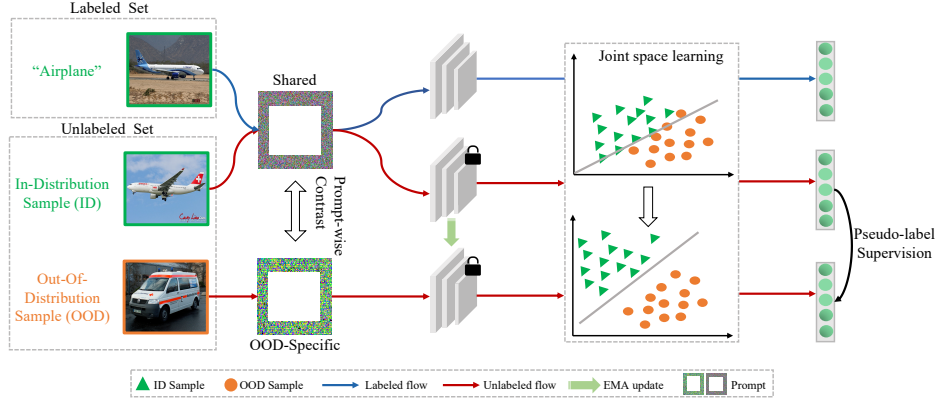 Labeled Set
"Airplane"
Unlabeled Set
In-Distribution
Sample (ID)
Out-Of-
Distribution
Sample (OOD)
Shared
Prompt-wise
Contrast
OOD-Specific
Joint space learning
Pseudo-label
Supervision
ID Sample
OOD Sample
Labeled flow
Unlabeled flow
EMA update
Prompt